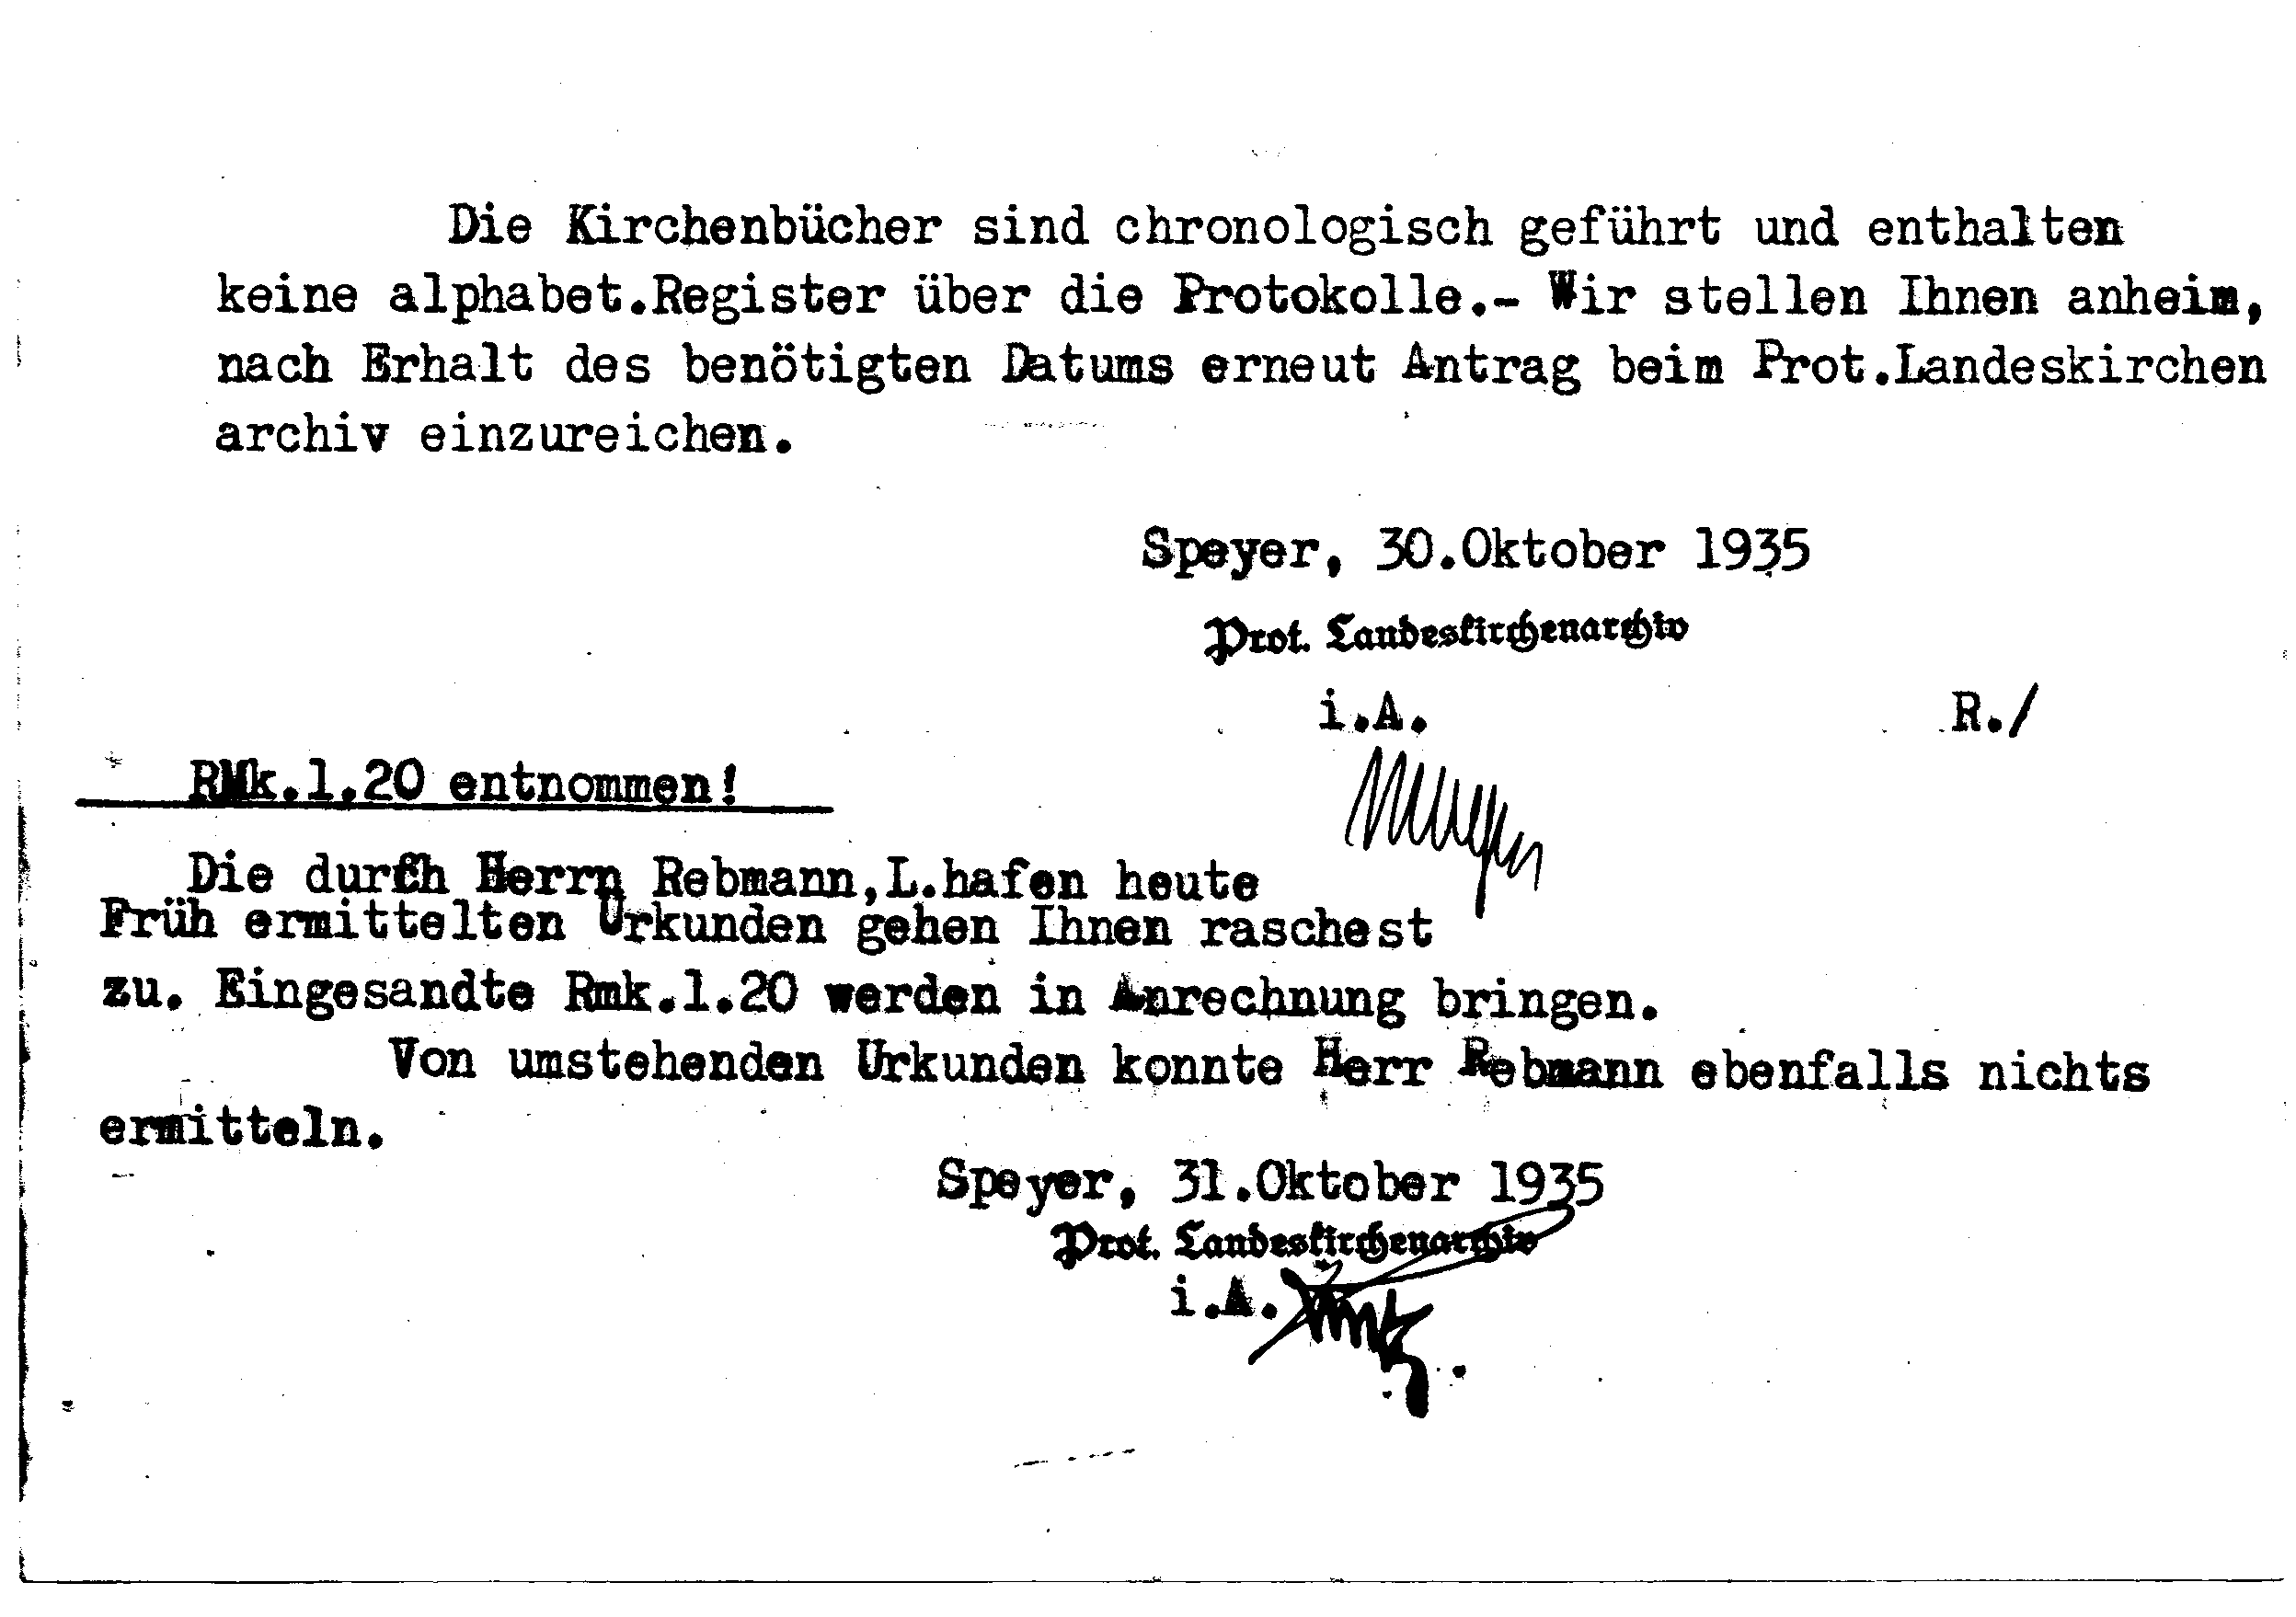 Die Kirchenbücher sind chronologisch geführt und enthalten
keine alphabet.Register über die Protokolle.- Wir stellen Ihnen anheim,
nach Erhalt des benötigten Datums erneut Antrag beim Prot.Landeskirchen
archiv einzureichen.
Speyer, 30.Oktober 1935
Prot. Landeskirchenarchiv
i.A. R./
RMk.1.20 entnommen!
Die durch Herrn Rebmann,L.hafen heute
Früh ermittelten Urkunden gehen Ihnen raschest
zu. Eingesandte Rmk.1.20 werden in Anrechnung bringen.
Von umstehenden Urkunden konnte Herr Rebmann ebenfalls nichts
ermitteln.
Speyer, 31.Oktober 1935
Prot. Landeskirchenarchiv
i.A.